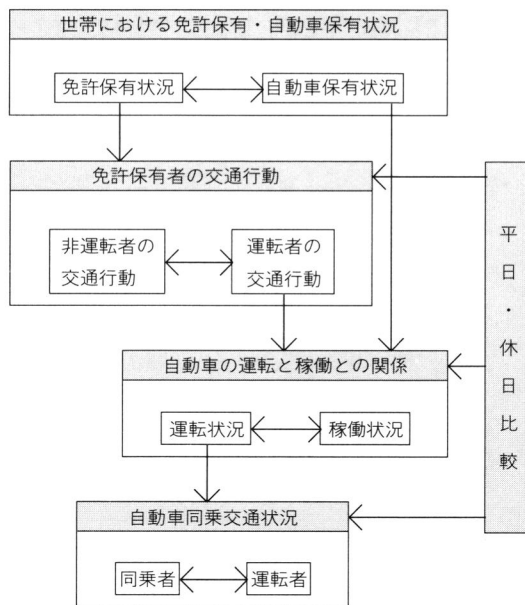 世帯における免許保有・自動車保有状況
免許保有状況
自動車保有状況
免許保有者の交通行動
非運転者の
交通行動
運転者の
交通行動
自動車の運転と稼働との関係
運転状況
稼働状況
自動車同乗交通状況
同乗者
運転者
平日・休日比較